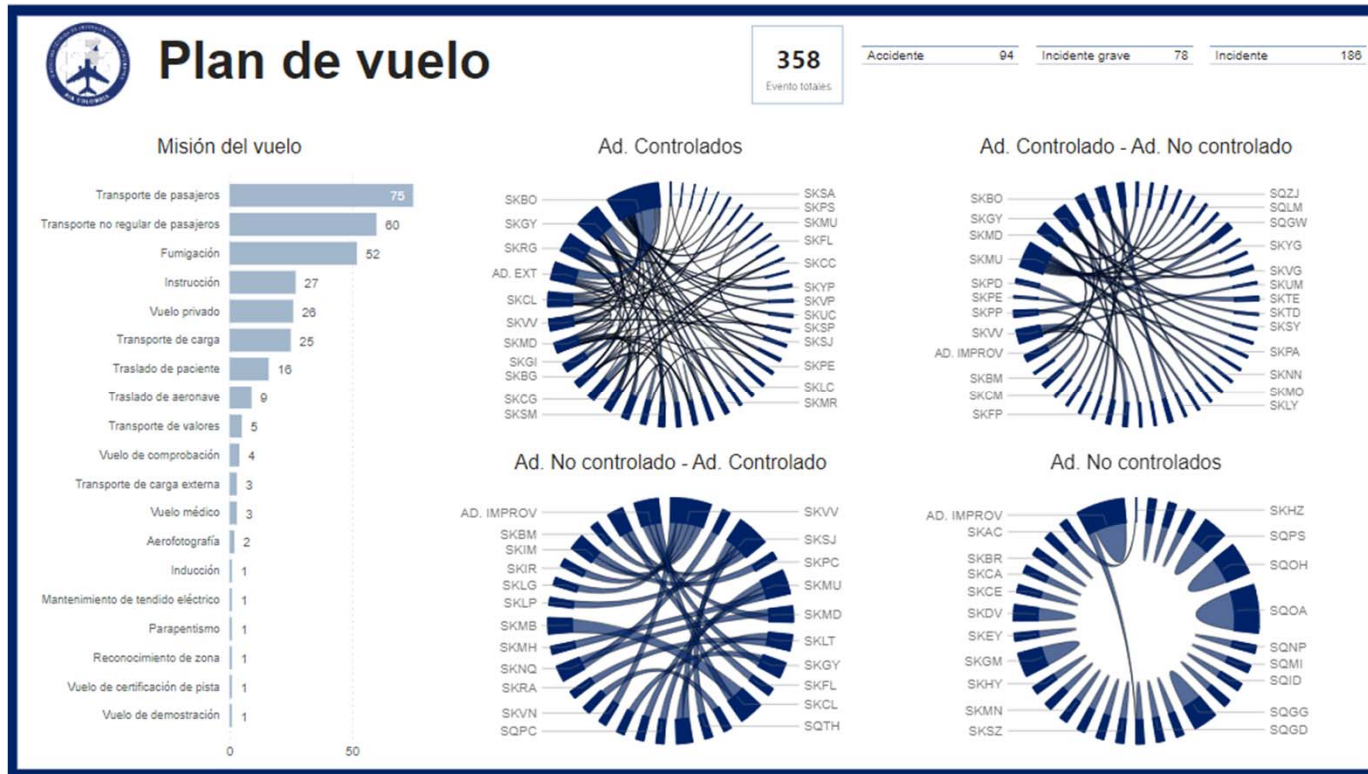 Plan de vuelo
358
Evento totales
Accidente 94
Incidente grave 78
Incidente 186
Misión del vuelo
Transporte de pasajeros 75
Transporte no regular de pasajeros 60
Fumigación 52
Instrucción 27
Vuelo privado 26
Transporte de carga 25
Traslado de paciente 16
Traslado de aeronave 9
Transporte de valores 5
Vuelo de comprobación 4
Transporte de carga externa 3
Vuelo médico 3
Aerofotografía 2
Inducción 1
Mantenimiento de tendido eléctrico 1
Parapentismo 1
Reconocimiento de zona 1
Vuelo de certificación de pista 1
Vuelo de demostración 1
0 50
Ad. Controlados
SKBO
SKGY
SKRG
AD. EXT
SKCL
SKVV
SKMD
SKGI
SKBG
SKCG
SKSM
SKSA
SKPS
SKMU
SKFL
SKCC
SKYP
SKVP
SKUC
SKSP
SKSJ
SKPE
SKLC
SKMR
Ad. Controlado - Ad. No controlado
SKBO
SKGY
SKMD
SKMU
SKPD
SKPE
SKPP
SKVV
AD. IMPROV
SKBM
SKCM
SKFP
SQZJ
SQLM
SQGW
SKYG
SKVG
SKUM
SKTE
SKTD
SKSY
SKPA
SKNN
SKMO
SKLY
Ad. No controlado - Ad. Controlado
AD. IMPROV
SKBM
SKIM
SKIR
SKLG
SKLP
SKMB
SKMH
SKNQ
SKRA
SKVN
SQPC
SKVV
SKSJ
SKPC
SKMU
SKMD
SKLT
SKGY
SKFL
SKCL
SQTH
Ad. No controlados
AD. IMPROV
SKAC
SKBR
SKCA
SKCE
SKDV
SKEY
SKGM
SKHY
SKMN
SKSZ
SKHZ
SQPS
SQOH
SQOA
SQNP
SQMI
SQID
SQGG
SQGD